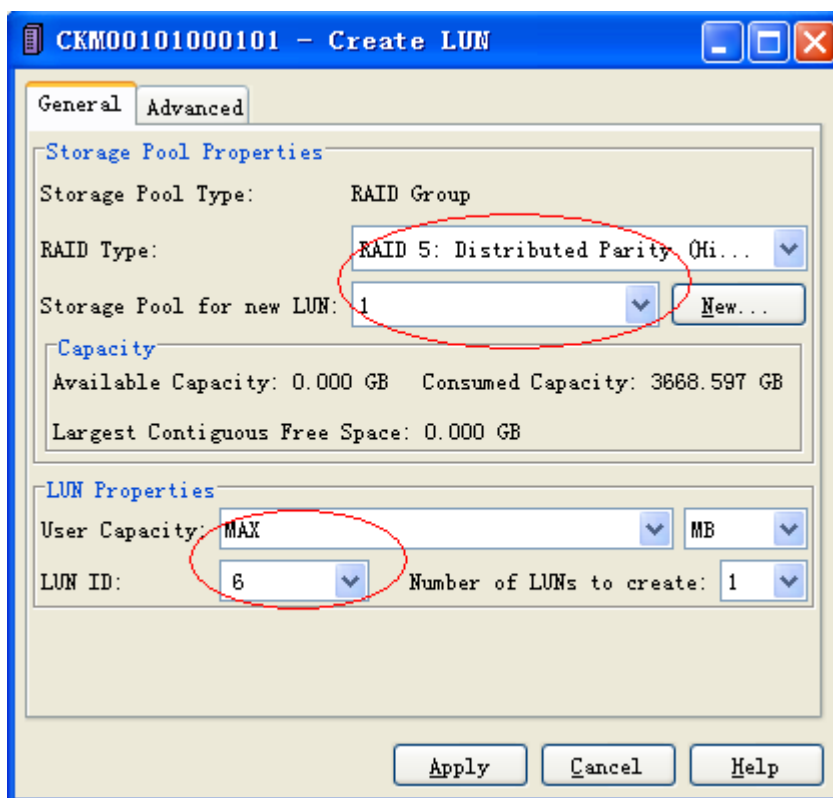 CKM00101000101 - Create LUN
General Advanced
Storage Pool Properties
Storage Pool Type: RAID Group
RAID Type: RAID 5: Distributed Parity (Hi...
Storage Pool for new LUN: 1 New...
Capacity
Available Capacity: 0.000 GB Consumed Capacity: 3668.597 GB
Largest Contiguous Free Space: 0.000 GB
LUN Properties
User Capacity: MAX MB
LUN ID: 6 Number of LUNs to create: 1
Apply Cancel Help